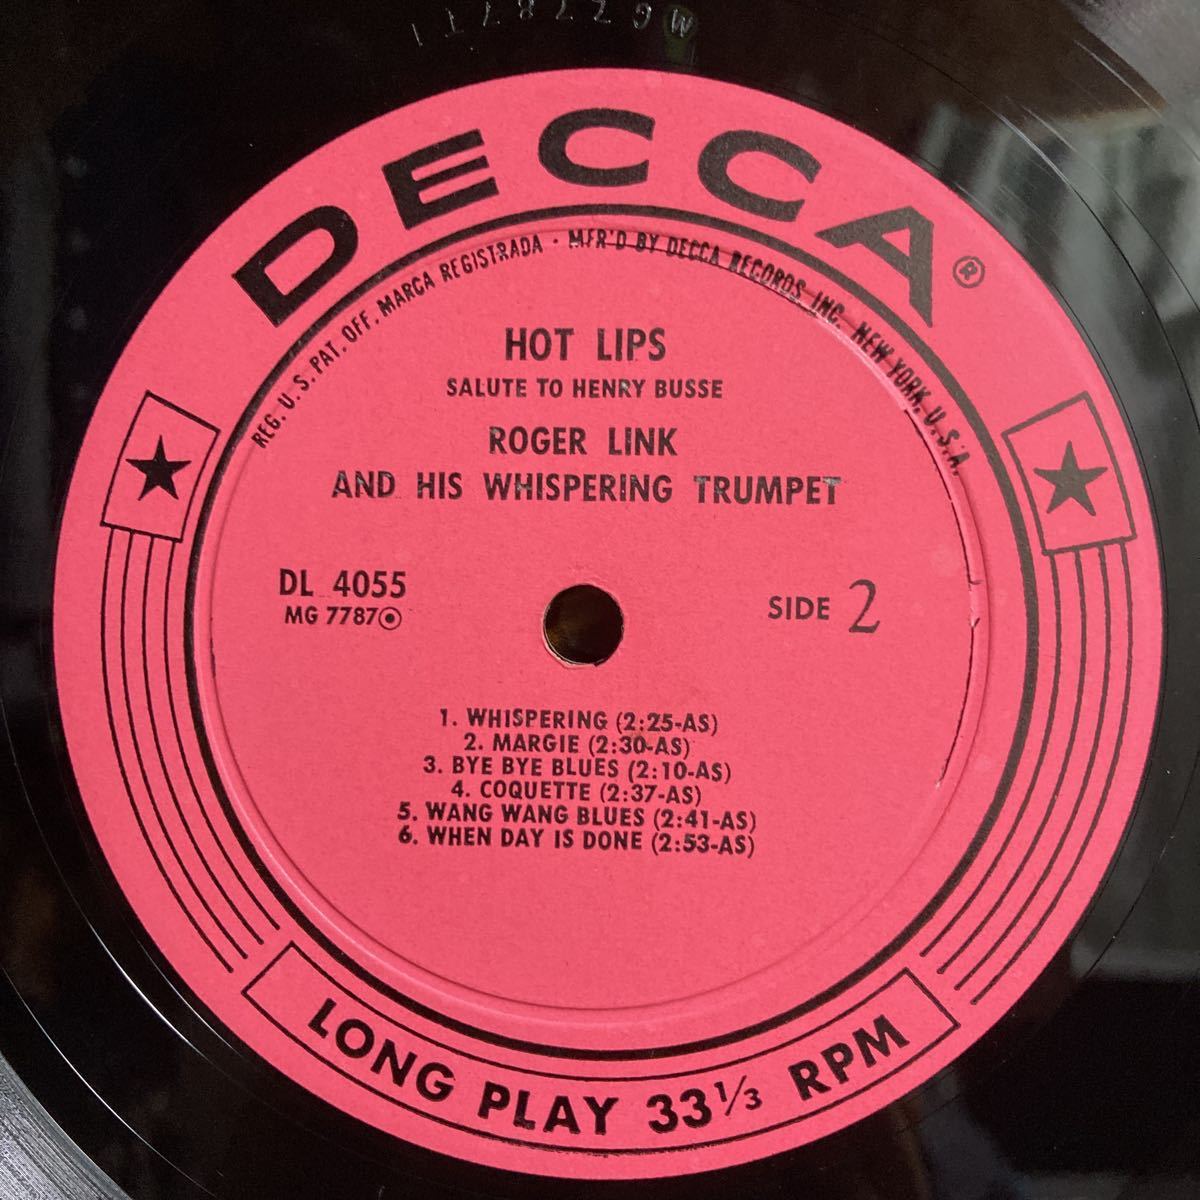 MG 7787 T1
DECCA®
REG. U.S. PAT. OFF. MARCA REGISTRADA · MFR'D BY DECCA RECORDS, INC. NEW YORK, U.S.A.
HOT LIPS
SALUTE TO HENRY BUSSE
ROGER LINK
AND HIS WHISPERING TRUMPET
DL 4055
MG 7787
SIDE 2
1. WHISPERING (2:25-AS)
2. MARGIE (2:30-AS)
3. BYE BYE BLUES (2:10-AS)
4. COQUETTE (2:37-AS)
5. WANG WANG BLUES (2:41-AS)
6. WHEN DAY IS DONE (2:53-AS)
LONG PLAY 33⅓ RPM